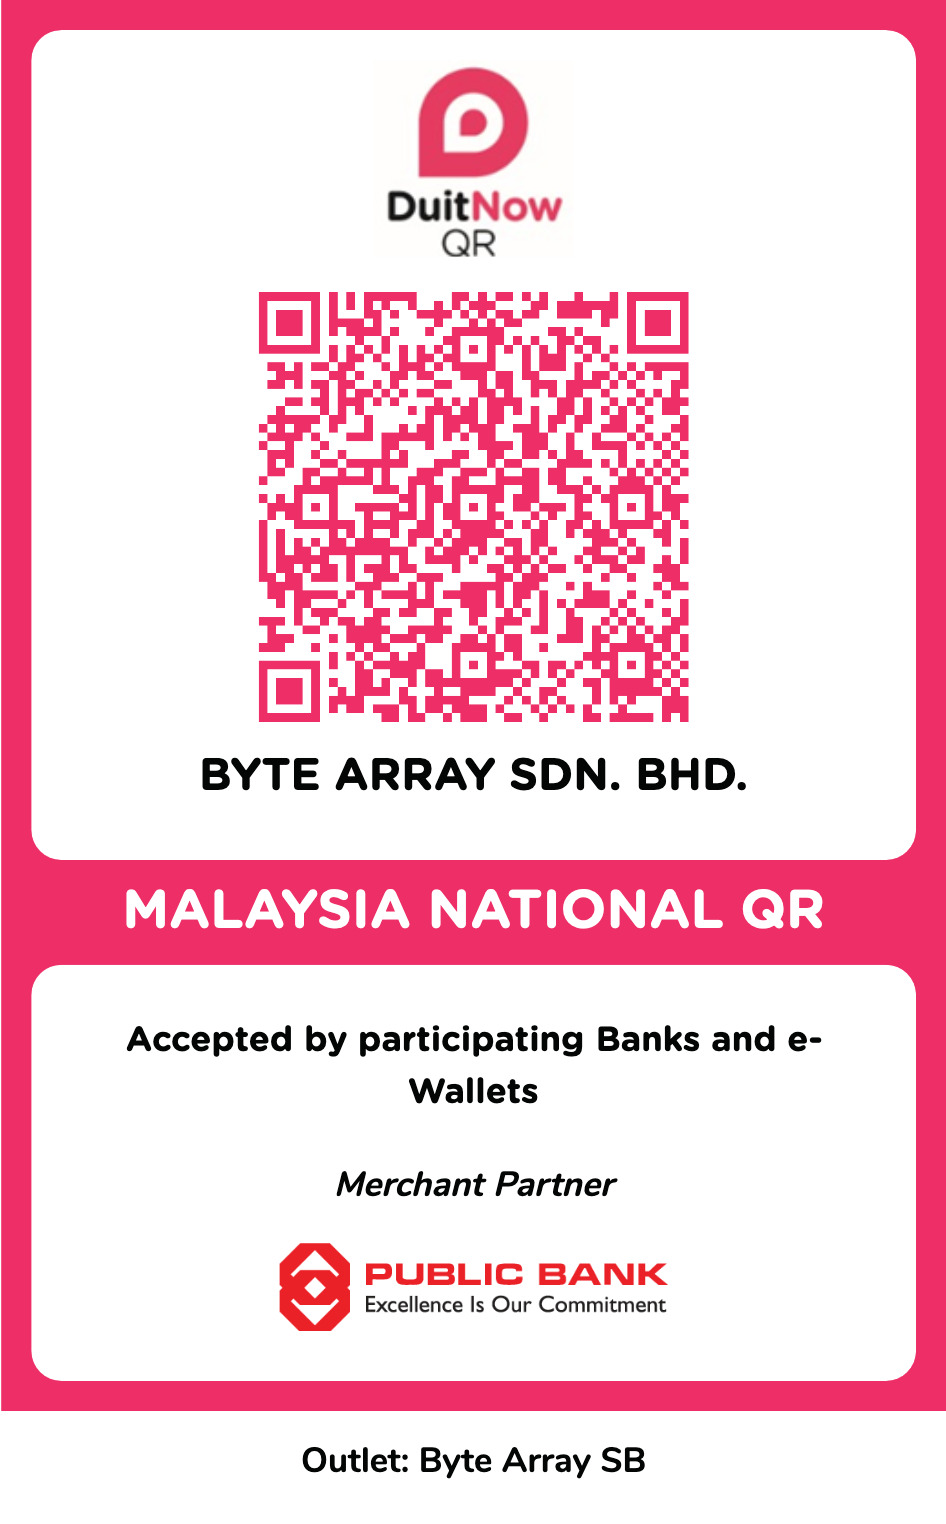 DuitNow
QR
BYTE ARRAY SDN. BHD.
MALAYSIA NATIONAL QR
Accepted by participating Banks and e-
Wallets
Merchant Partner
PUBLIC BANK
Excellence Is Our Commitment
Outlet: Byte Array SB